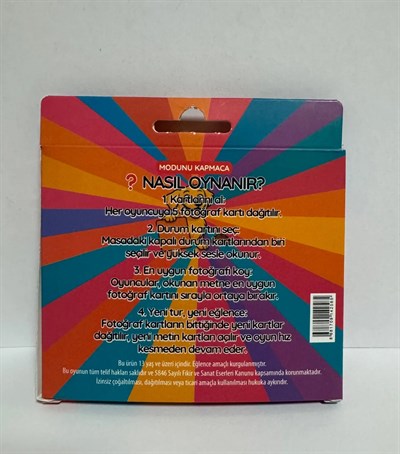 MODUNU KAPMACA
? NASIL OYNANIR?
1. Kartlarını al:
Her oyuncuya 5 fotoğraf kartı dağıtılır.
2. Durum kartını seç:
Masadaki kapalı durum kartlarından biri
seçilir ve yüksek sesle okunur.
3. En uygun fotoğrafı koy:
Oyuncular, okunan metne en uygun
fotoğraf kartını sırayla ortaya bırakır.
4. Yeni tur, yeni eğlence:
Fotoğraf kartların bittiğinde yeni kartlar
dağıtılır, yeni metin kartları açılır ve oyun hız
kesmeden devam eder.
Bu ürün 13 yaş ve üzeri içindir. Eğlence amaçlı kurgulanmıştır.
Bu oyunun tüm telif hakları saklıdır ve 5846 Sayılı Fikir ve Sanat Eserleri Kanunu kapsamında korunmaktadır.
İzinsiz çoğaltılması, dağıtılması veya ticari amaçla kullanılması hukuka aykırıdır.